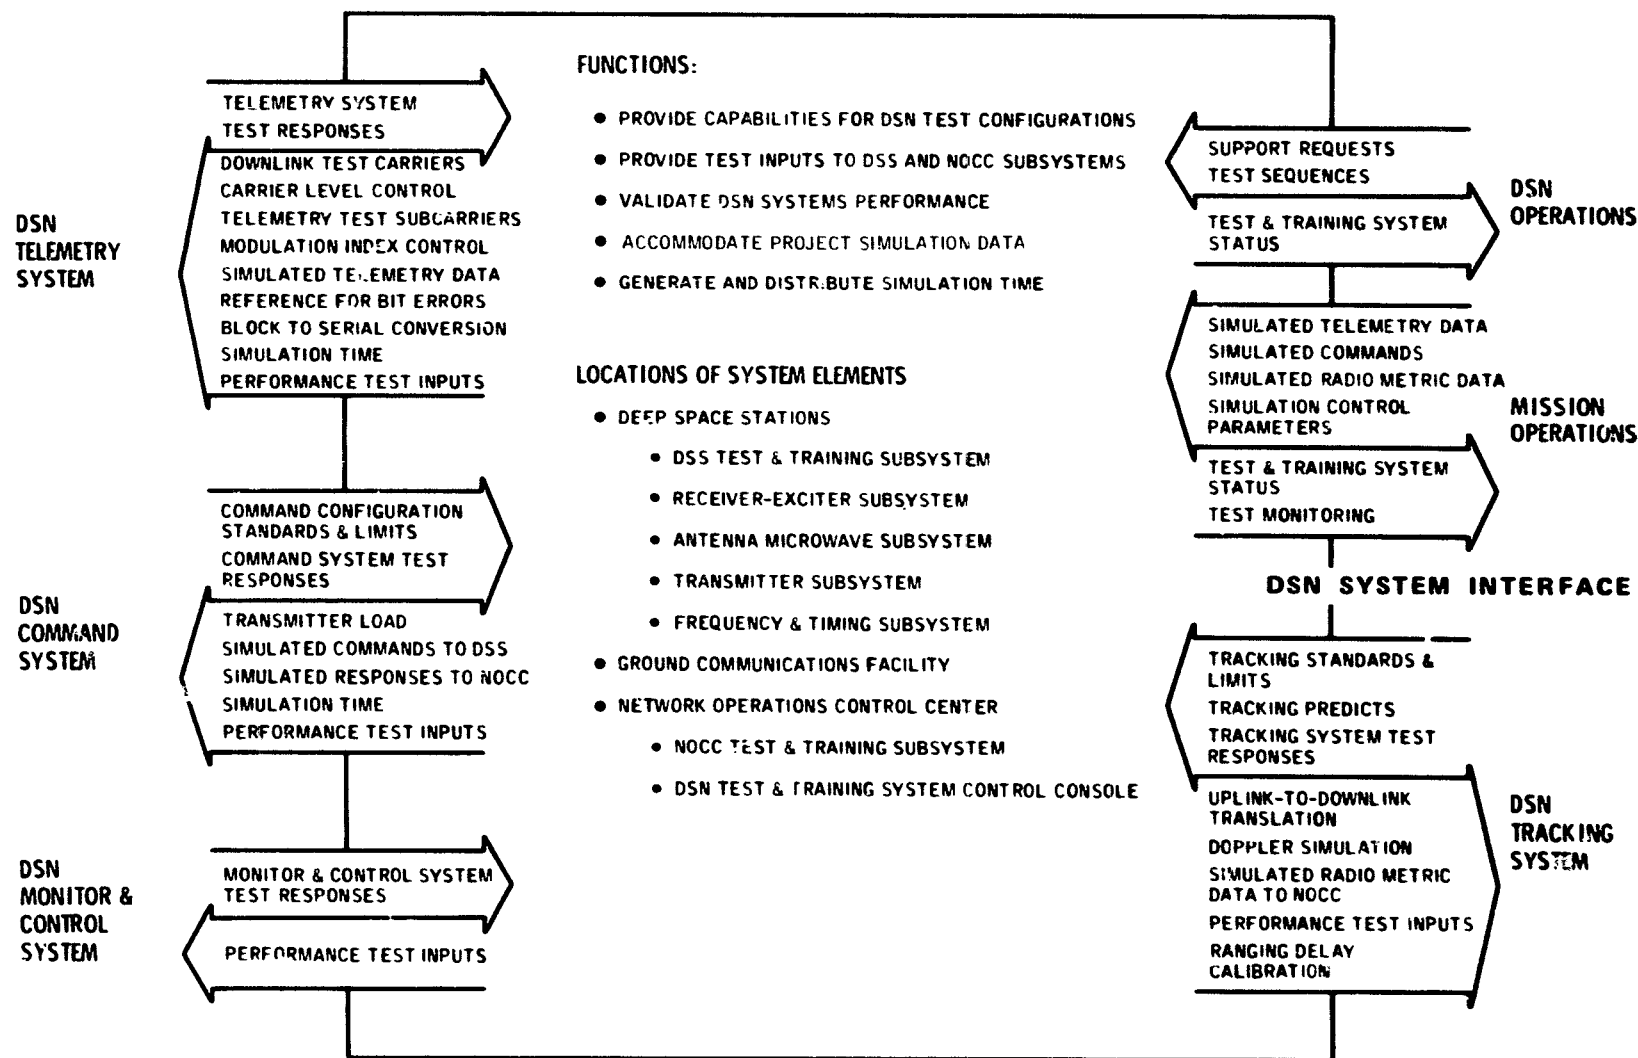 DSN
TELEMETRY
SYSTEM
TELEMETRY SYSTEM
TEST RESPONSES
DOWNLINK TEST CARRIERS
CARRIER LEVEL CONTROL
TELEMETRY TEST SUBCARRIERS
MODULATION INDEX CONTROL
SIMULATED TELEMETRY DATA
REFERENCE FOR BIT ERRORS
BLOCK TO SERIAL CONVERSION
SIMULATION TIME
PERFORMANCE TEST INPUTS
DSN
COMMAND
SYSTEM
COMMAND CONFIGURATION
STANDARDS & LIMITS
COMMAND SYSTEM TEST
RESPONSES
TRANSMITTER LOAD
SIMULATED COMMANDS TO DSS
SIMULATED RESPONSES TO NOCC
SIMULATION TIME
PERFORMANCE TEST INPUTS
DSN
MONITOR &
CONTROL
SYSTEM
MONITOR & CONTROL SYSTEM
TEST RESPONSES
PERFORMANCE TEST INPUTS
FUNCTIONS:
• PROVIDE CAPABILITIES FOR DSN TEST CONFIGURATIONS
• PROVIDE TEST INPUTS TO DSS AND NOCC SUBSYSTEMS
• VALIDATE DSN SYSTEMS PERFORMANCE
• ACCOMMODATE PROJECT SIMULATION DATA
• GENERATE AND DISTRIBUTE SIMULATION TIME
LOCATIONS OF SYSTEM ELEMENTS
• DEEP SPACE STATIONS
• DSS TEST & TRAINING SUBSYSTEM
• RECEIVER-EXCITER SUBSYSTEM
• ANTENNA MICROWAVE SUBSYSTEM
• TRANSMITTER SUBSYSTEM
• FREQUENCY & TIMING SUBSYSTEM
• GROUND COMMUNICATIONS FACILITY
• NETWORK OPERATIONS CONTROL CENTER
• NOCC TEST & TRAINING SUBSYSTEM
• DSN TEST & TRAINING SYSTEM CONTROL CONSOLE
SUPPORT REQUESTS
TEST SEQUENCES
TEST & TRAINING SYSTEM
STATUS
DSN
OPERATIONS
SIMULATED TELEMETRY DATA
SIMULATED COMMANDS
SIMULATED RADIO METRIC DATA
SIMULATION CONTROL
PARAMETERS
TEST & TRAINING SYSTEM
STATUS
TEST MONITORING
MISSION
OPERATIONS
DSN SYSTEM INTERFACE
TRACKING STANDARDS &
LIMITS
TRACKING PREDICTS
TRACKING SYSTEM TEST
RESPONSES
UPLINK-TO-DOWNLINK
TRANSLATION
DOPPLER SIMULATION
SIMULATED RADIO METRIC
DATA TO NOCC
PERFORMANCE TEST INPUTS
RANGING DELAY
CALIBRATION
DSN
TRACKING
SYSTEM